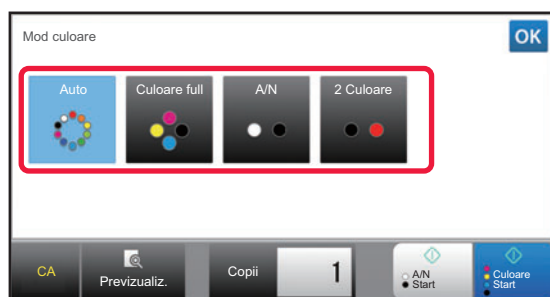 Mod culoare
OK
Auto
Culoare full
A/N
2 Culoare
CA
Previzualiz.
Copii
1
A/N
Start
Culoare
Start